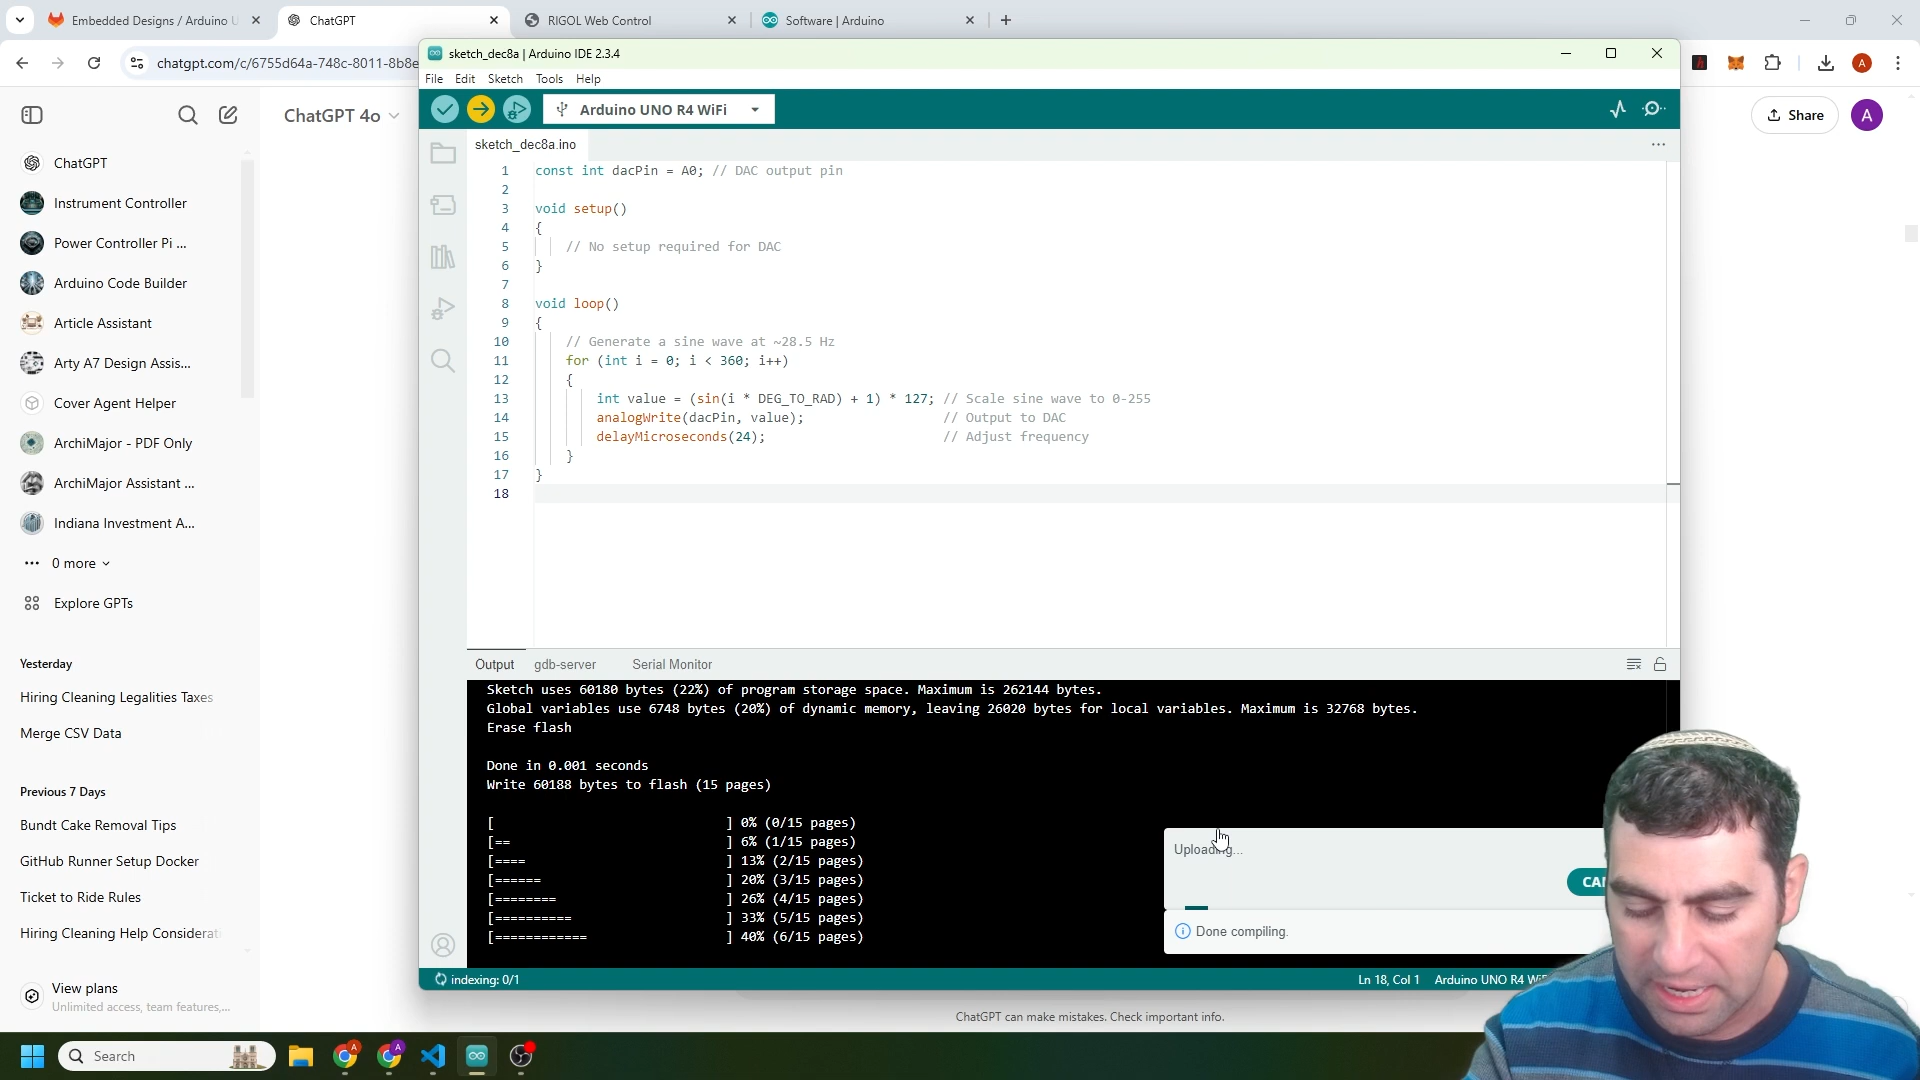 Embedded Designs / Arduino U
ChatGPT
RIGOL Web Control
Software | Arduino
chatgpt.com/c/6755d64a-748c-8011-8b8e
sketch_dec8a | Arduino IDE 2.3.4
File Edit Sketch Tools Help
Arduino UNO R4 WiFi
sketch_dec8a.ino
ChatGPT 4o
Share
A
ChatGPT
Instrument Controller
Power Controller Pi ...
Arduino Code Builder
Article Assistant
Arty A7 Design Assis...
Cover Agent Helper
ArchiMajor - PDF Only
ArchiMajor Assistant ...
Indiana Investment A...
0 more
Explore GPTs
Yesterday
Hiring Cleaning Legalities Taxes
Merge CSV Data
Previous 7 Days
Bundt Cake Removal Tips
GitHub Runner Setup Docker
Ticket to Ride Rules
Hiring Cleaning Help Considerat
View plans
Unlimited access, team features,...
1 const int dacPin = A0; // DAC output pin
2
3 void setup()
4 {
5 // No setup required for DAC
6 }
7
8 void loop()
9 {
10 // Generate a sine wave at ~28.5 Hz
11 for (int i = 0; i < 360; i++)
12 {
13 int value = (sin(i * DEG_TO_RAD) + 1) * 127; // Scale sine wave to 0-255
14 analogWrite(dacPin, value); // Output to DAC
15 delayMicroseconds(24); // Adjust frequency
16 }
17 }
18
Output gdb-server Serial Monitor
Sketch uses 60180 bytes (22%) of program storage space. Maximum is 262144 bytes.
Global variables use 6748 bytes (20%) of dynamic memory, leaving 26020 bytes for local variables. Maximum is 32768 bytes.
Erase flash
Done in 0.001 seconds
Write 60188 bytes to flash (15 pages)
[ ] 0% (0/15 pages)
[== ] 6% (1/15 pages)
[==== ] 13% (2/15 pages)
[====== ] 20% (3/15 pages)
[======== ] 26% (4/15 pages)
[========== ] 33% (5/15 pages)
[============ ] 40% (6/15 pages)
Uploading...
CAN
Done compiling.
indexing: 0/1
Ln 18, Col 1 Arduino UNO R4 WiF
ChatGPT can make mistakes. Check important info.
Search